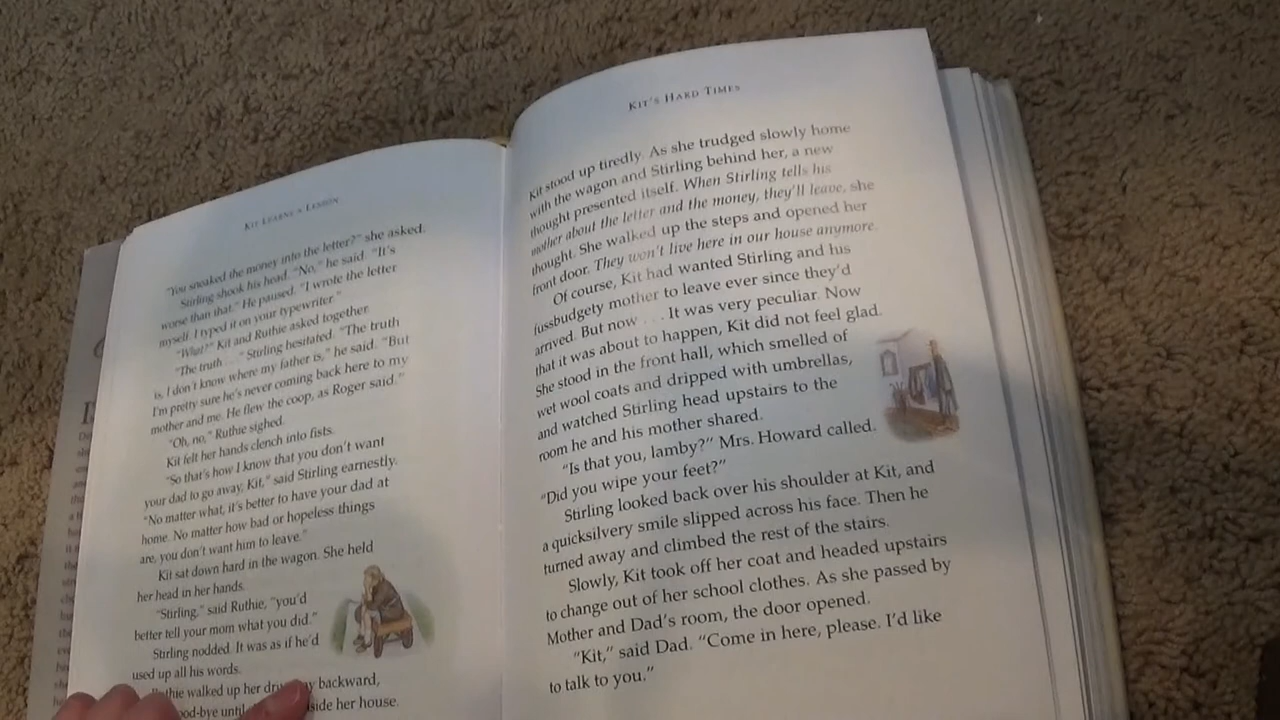 KIT LEARNS A LESSON
"You sneaked the money into the letter?" she asked.
Stirling shook his head. "No," he said. "It's
worse than that." He paused. "I wrote the letter
myself. I typed it on your typewriter."
"What?" Kit and Ruthie asked together.
"The truth . . ." Stirling hesitated. "The truth
is, I don't know where my father is," he said. "But
I'm pretty sure he's never coming back here to my
mother and me. He flew the coop, as Roger said."
"Oh, no," Ruthie sighed.
Kit felt her hands clench into fists.
"So that's how I know that you don't want
your dad to go away, Kit," said Stirling earnestly.
"No matter what, it's better to have your dad at
home. No matter how bad or hopeless things
are, you don't want him to leave."
Kit sat down hard in the wagon. She held
her head in her hands.
"Stirling," said Ruthie, "you'd
better tell your mom what you did."
Stirling nodded. It was as if he'd
used up all his words.
walked up her backward,
until her house.
KIT'S HARD TIMES
Kit stood up tiredly. As she trudged slowly home
with the wagon and Stirling behind her, a new
thought presented itself. When Stirling tells his
mother about the letter and the money, they'll leave, she
thought. She walked up the steps and opened her
front door. They won't live here in our house anymore.
Of course, Kit had wanted Stirling and his
fussbudgety mother to leave ever since they'd
arrived. But now . . . It was very peculiar. Now
that it was about to happen, Kit did not feel glad.
She stood in the front hall, which smelled of
wet wool coats and dripped with umbrellas,
and watched Stirling head upstairs to the
room he and his mother shared.
"Is that you, lamby?" Mrs. Howard called.
"Did you wipe your feet?"
Stirling looked back over his shoulder at Kit, and
a quicksilvery smile slipped across his face. Then he
turned away and climbed the rest of the stairs.
Slowly, Kit took off her coat and headed upstairs
to change out of her school clothes. As she passed by
Mother and Dad's room, the door opened.
"Kit," said Dad. "Come in here, please. I'd like
to talk to you."